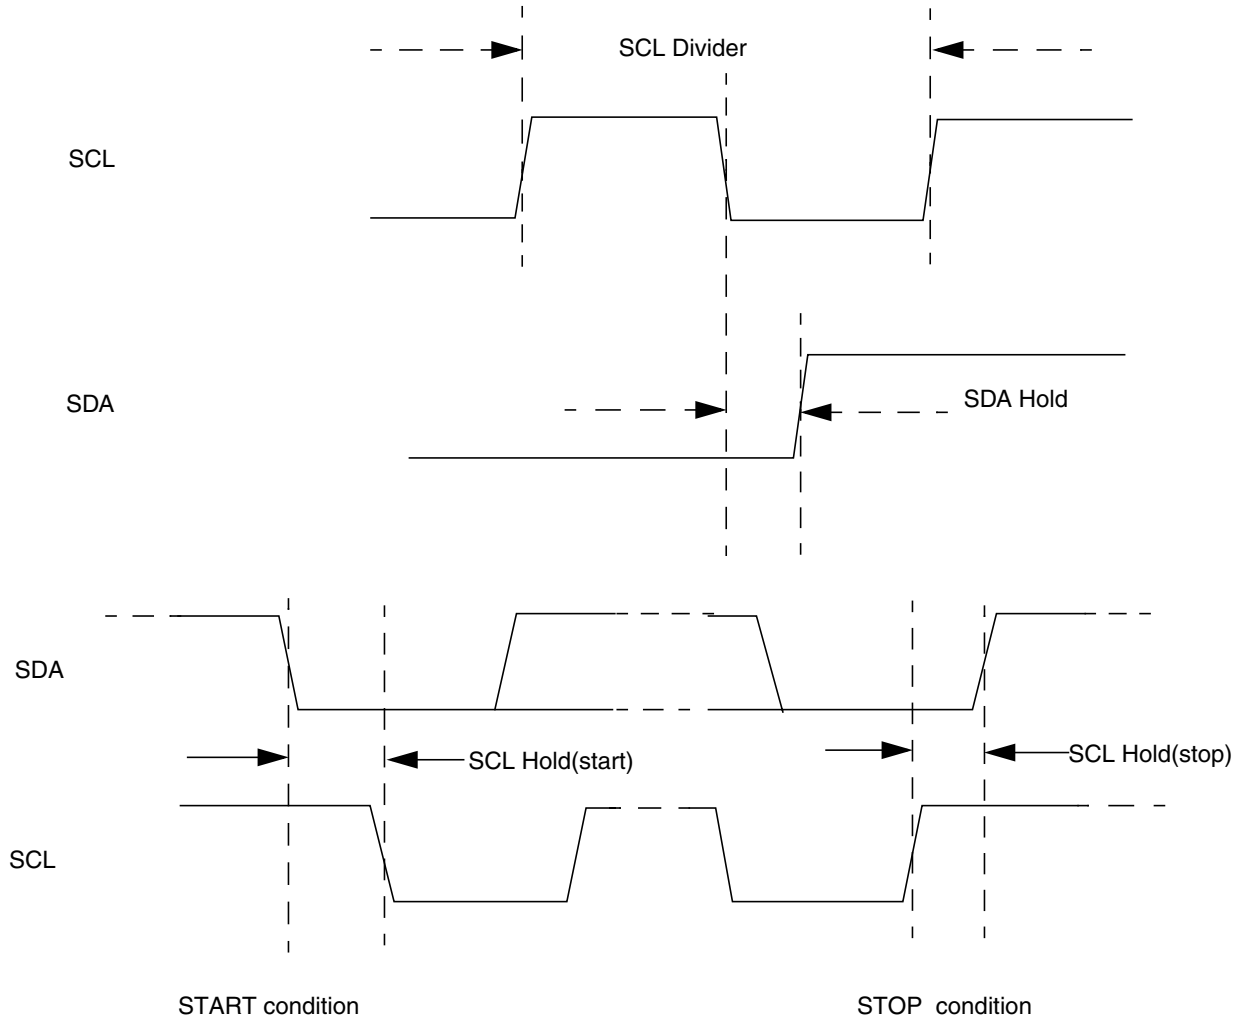 SCL Divider
SCL
SDA
SDA Hold
SDA
SCL Hold(start)
SCL Hold(stop)
SCL
START condition
STOP condition